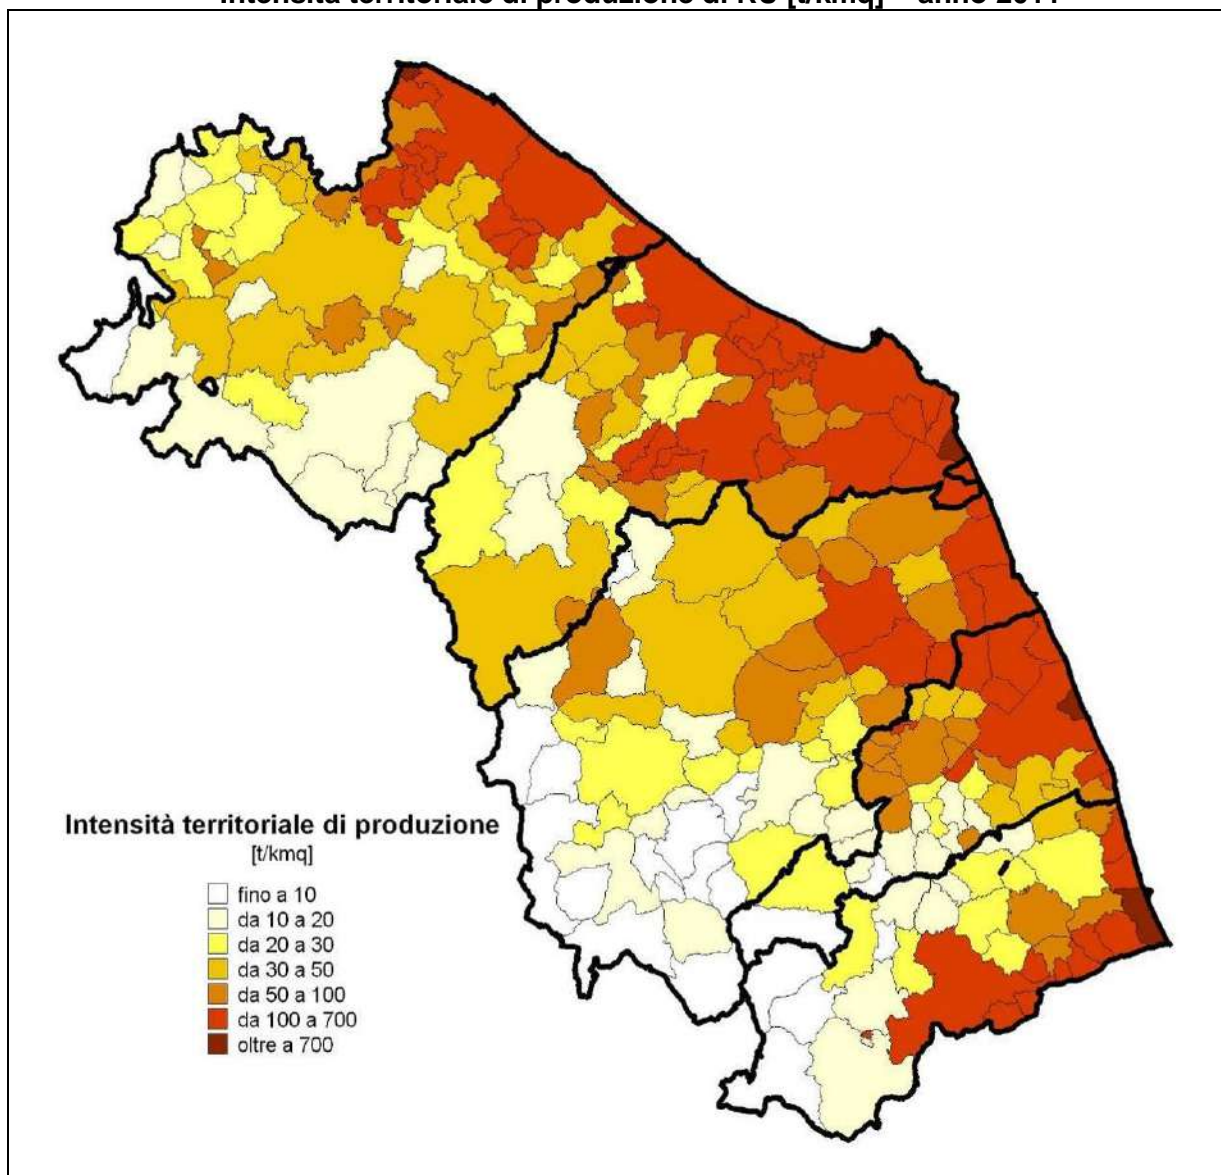 Intensità territoriale di produzione di RU [t/kmq] – anno 2011
Intensità territoriale di produzione
[t/kmq]
fino a 10
da 10 a 20
da 20 a 30
da 30 a 50
da 50 a 100
da 100 a 700
oltre a 700